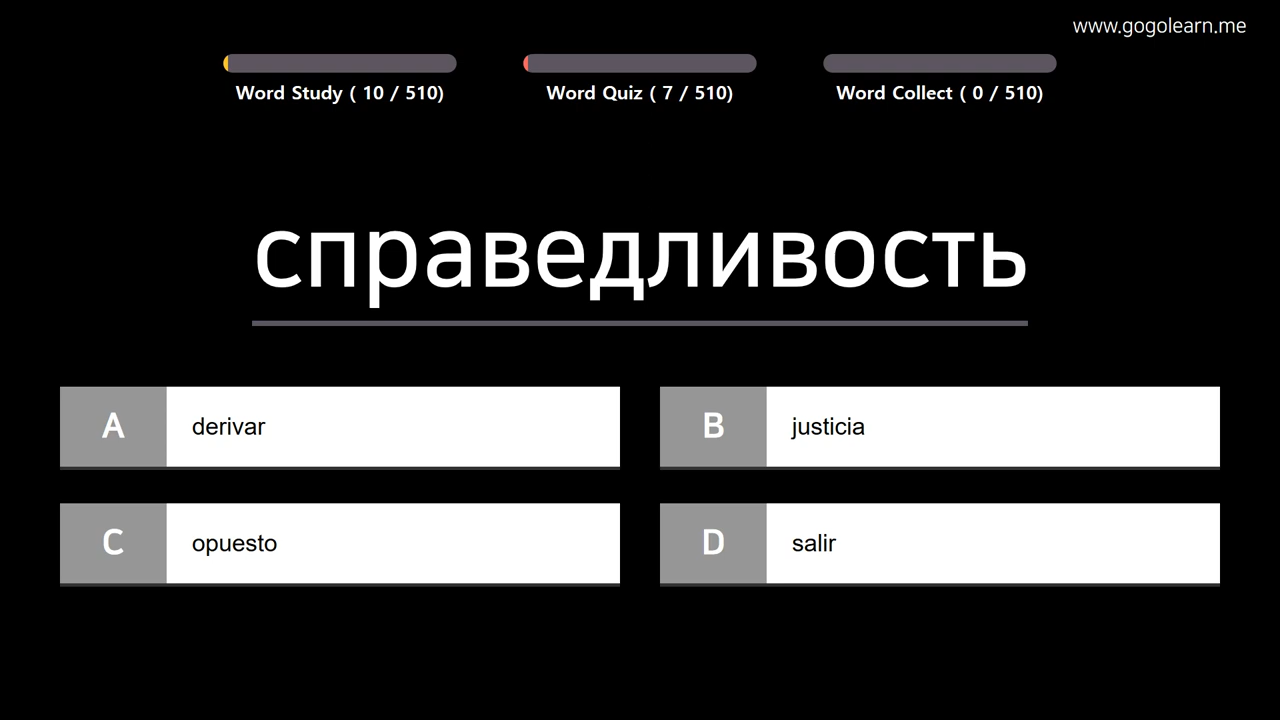 www.gogolearn.me
Word Study ( 10 / 510)
Word Quiz ( 7 / 510)
Word Collect ( 0 / 510)
справедливость
A derivar
B justicia
C opuesto
D salir